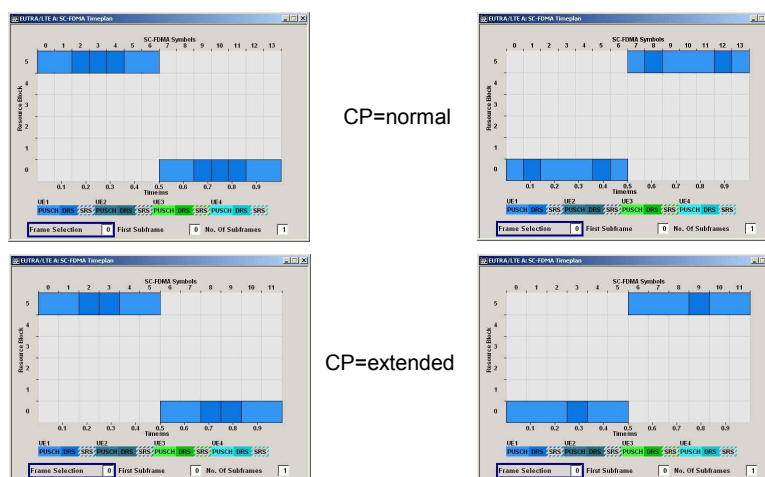 EUTRA/LTE A: SC-FDMA Timeplan
SC-FDMA Symbols
0 1 2 3 4 5 6 7 8 9 10 11 12 13
Resource Block
5
4
3
2
1
0
0.1 0.2 0.3 0.4 0.5 0.6 0.7 0.8 0.9
Time/ms
UE1 UE2 UE3 UE4
PUSCH DRS SRS PUSCH DRS SRS PUSCH DRS SRS PUSCH DRS SRS
Frame Selection 0 First Subframe 0 No. Of Subframes 1
CP=normal
EUTRA/LTE A: SC-FDMA Timeplan
SC-FDMA Symbols
0 1 2 3 4 5 6 7 8 9 10 11 12 13
Resource Block
5
4
3
2
1
0
0.1 0.2 0.3 0.4 0.5 0.6 0.7 0.8 0.9
Time/ms
UE1 UE2 UE3 UE4
PUSCH DRS SRS PUSCH DRS SRS PUSCH DRS SRS PUSCH DRS SRS
Frame Selection 0 First Subframe 0 No. Of Subframes 1
EUTRA/LTE A: SC-FDMA Timeplan
SC-FDMA Symbols
0 1 2 3 4 5 6 7 8 9 10 11
Resource Block
5
4
3
2
1
0
0.1 0.2 0.3 0.4 0.5 0.6 0.7 0.8 0.9
Time/ms
UE1 UE2 UE3 UE4
PUSCH DRS SRS PUSCH DRS SRS PUSCH DRS SRS PUSCH DRS SRS
Frame Selection 0 First Subframe 0 No. Of Subframes 1
CP=extended
EUTRA/LTE A: SC-FDMA Timeplan
SC-FDMA Symbols
0 1 2 3 4 5 6 7 8 9 10 11
Resource Block
5
4
3
2
1
0
0.1 0.2 0.3 0.4 0.5 0.6 0.7 0.8 0.9
Time/ms
UE1 UE2 UE3 UE4
PUSCH DRS SRS PUSCH DRS SRS PUSCH DRS SRS PUSCH DRS SRS
Frame Selection 0 First Subframe 0 No. Of Subframes 1